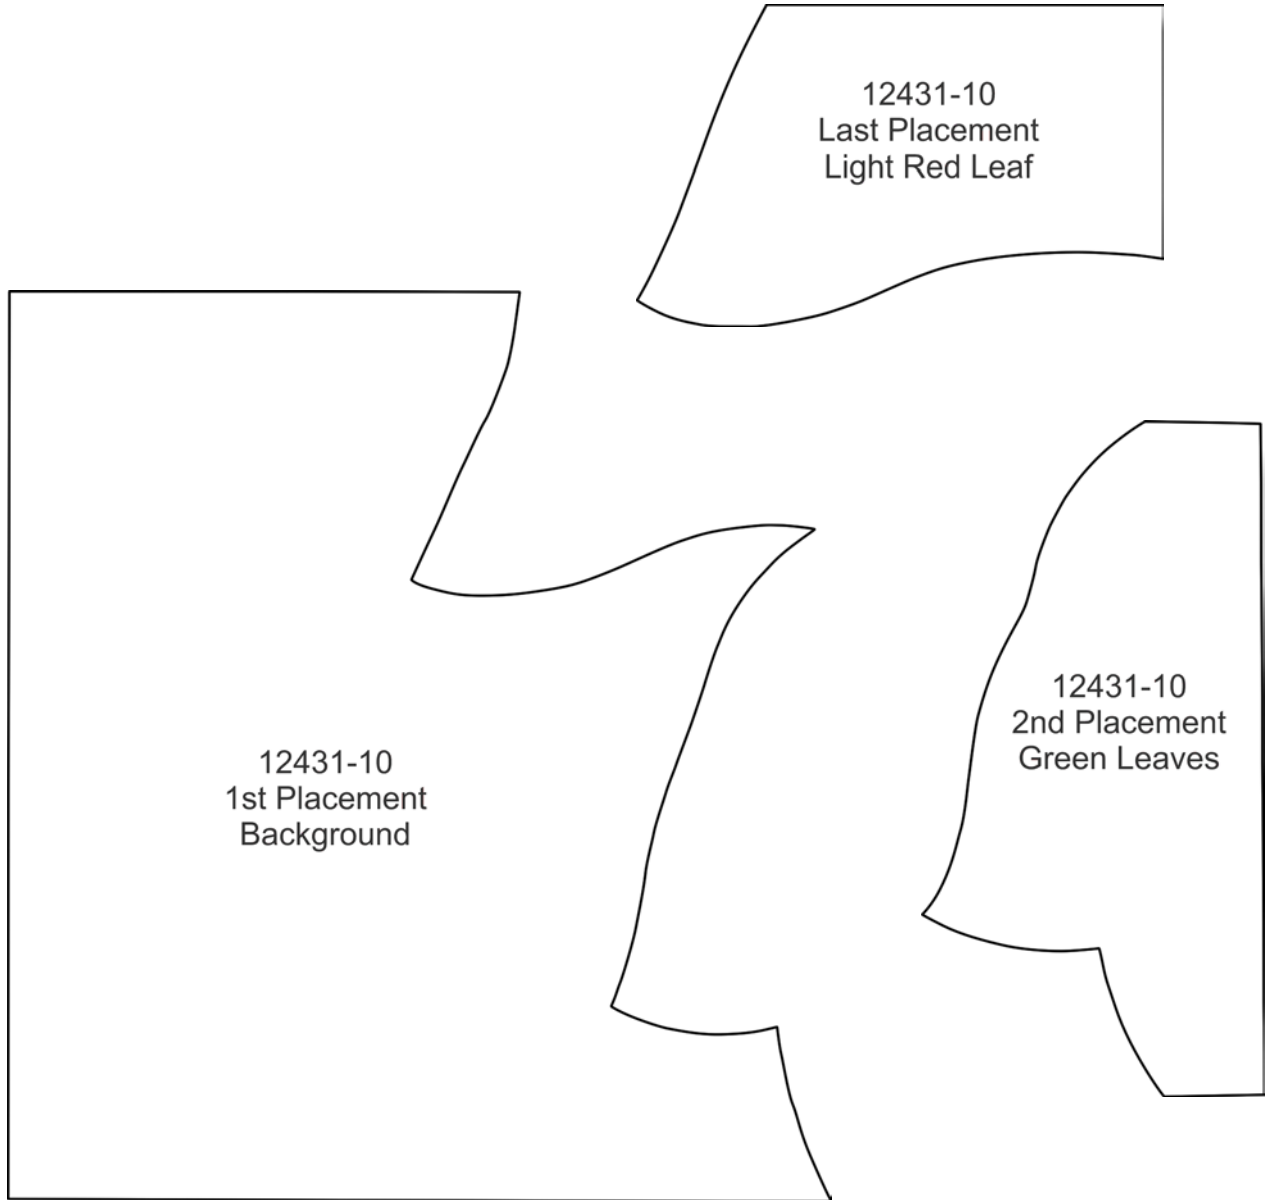 12431-10
Last Placement
Light Red Leaf
12431-10
2nd Placement
Green Leaves
12431-10
1st Placement
Background